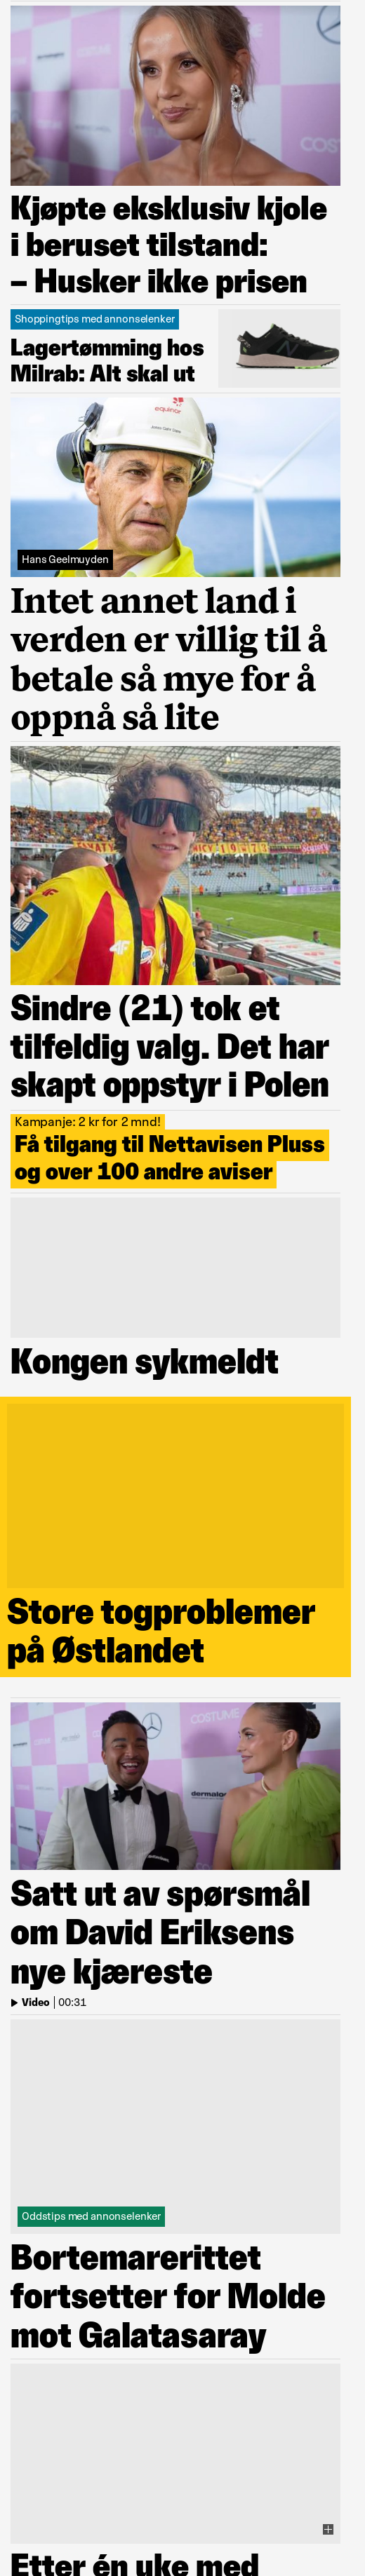 COS
Kjøpte eksklusiv kjole
i beruset tilstand:
– Husker ikke prisen
Shoppingtips med annonselenker
Lagertømming hos
Milrab: Alt skal ut
equinor
Hans Geelmuyden
Intet annet land i
verden er villig til å
betale så mye for å
oppnå så lite
4F
Sindre (21) tok et
tilfeldig valg. Det har
skapt oppstyr i Polen
Kampanje: 2 kr for 2 mnd!
Få tilgang til Nettavisen Pluss
og over 100 andre aviser
Kongen sykmeldt
Store togproblemer
på Østlandet
COSTUME
Satt ut av spørsmål
om David Eriksens
nye kjæreste
Video | 00:31
Oddstips med annonselenker
Bortemarerittet
fortsetter for Molde
mot Galatasaray
Etter én uke med